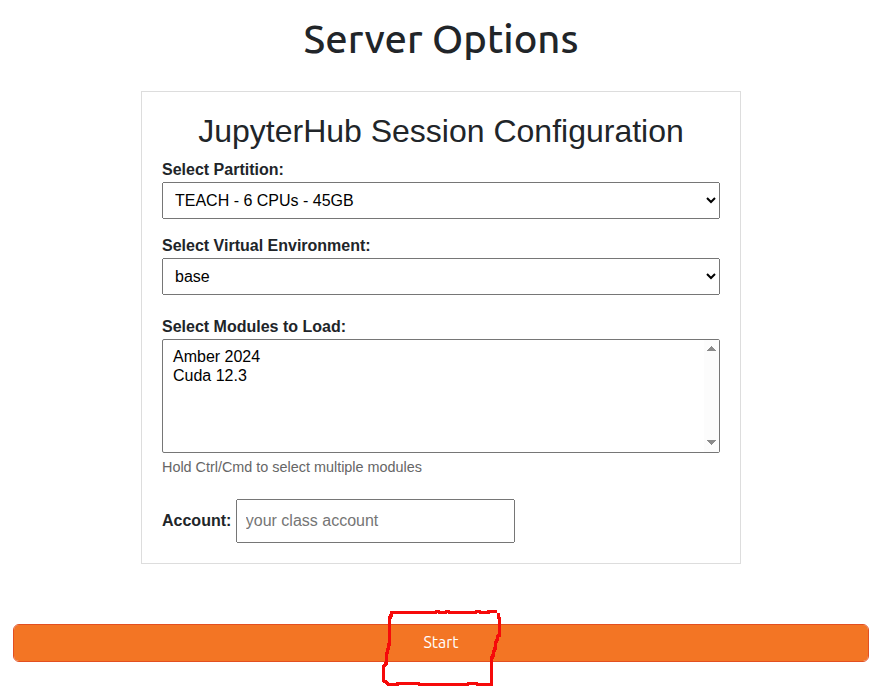 Server Options
JupyterHub Session Configuration
Select Partition:
TEACH - 6 CPUs - 45GB
Select Virtual Environment:
base
Select Modules to Load:
Amber 2024
Cuda 12.3
Hold Ctrl/Cmd to select multiple modules
Account: your class account
Start